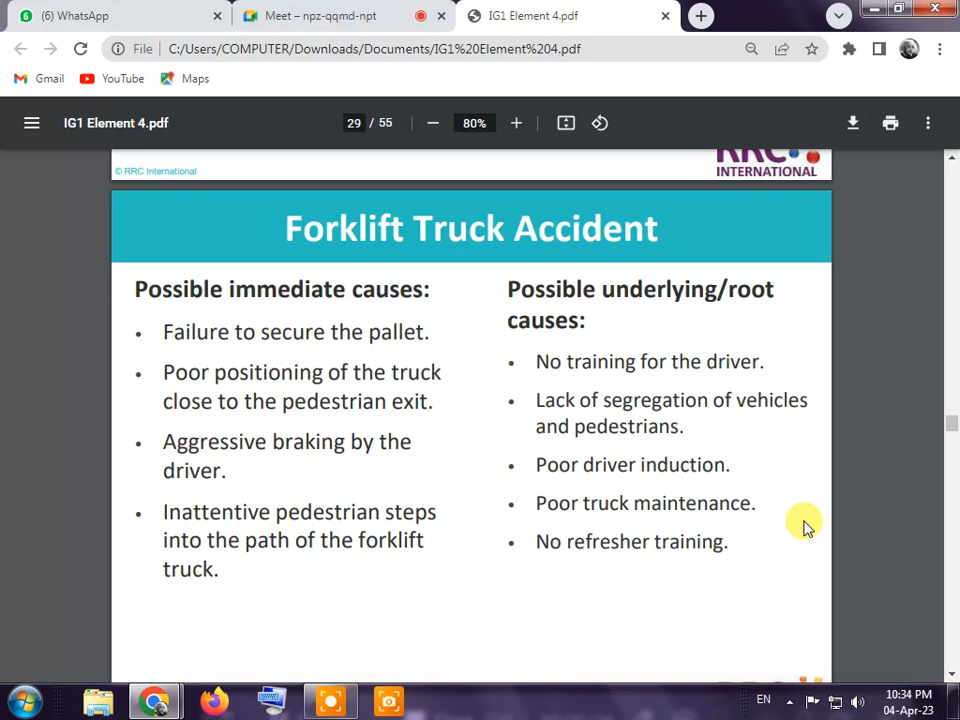 (6) WhatsApp
Meet – npz-qqmd-npt
IG1 Element 4.pdf
File
C:/Users/COMPUTER/Downloads/Documents/IG1%20Element%204.pdf
Gmail
YouTube
Maps
IG1 Element 4.pdf
29 / 55
80%
© RRC International
RRC
INTERNATIONAL
Forklift Truck Accident
Possible immediate causes:
• Failure to secure the pallet.
• Poor positioning of the truck
close to the pedestrian exit.
• Aggressive braking by the
driver.
• Inattentive pedestrian steps
into the path of the forklift
truck.
Possible underlying/root
causes:
• No training for the driver.
• Lack of segregation of vehicles
and pedestrians.
• Poor driver induction.
• Poor truck maintenance.
• No refresher training.
EN
10:34 PM
04-Apr-23